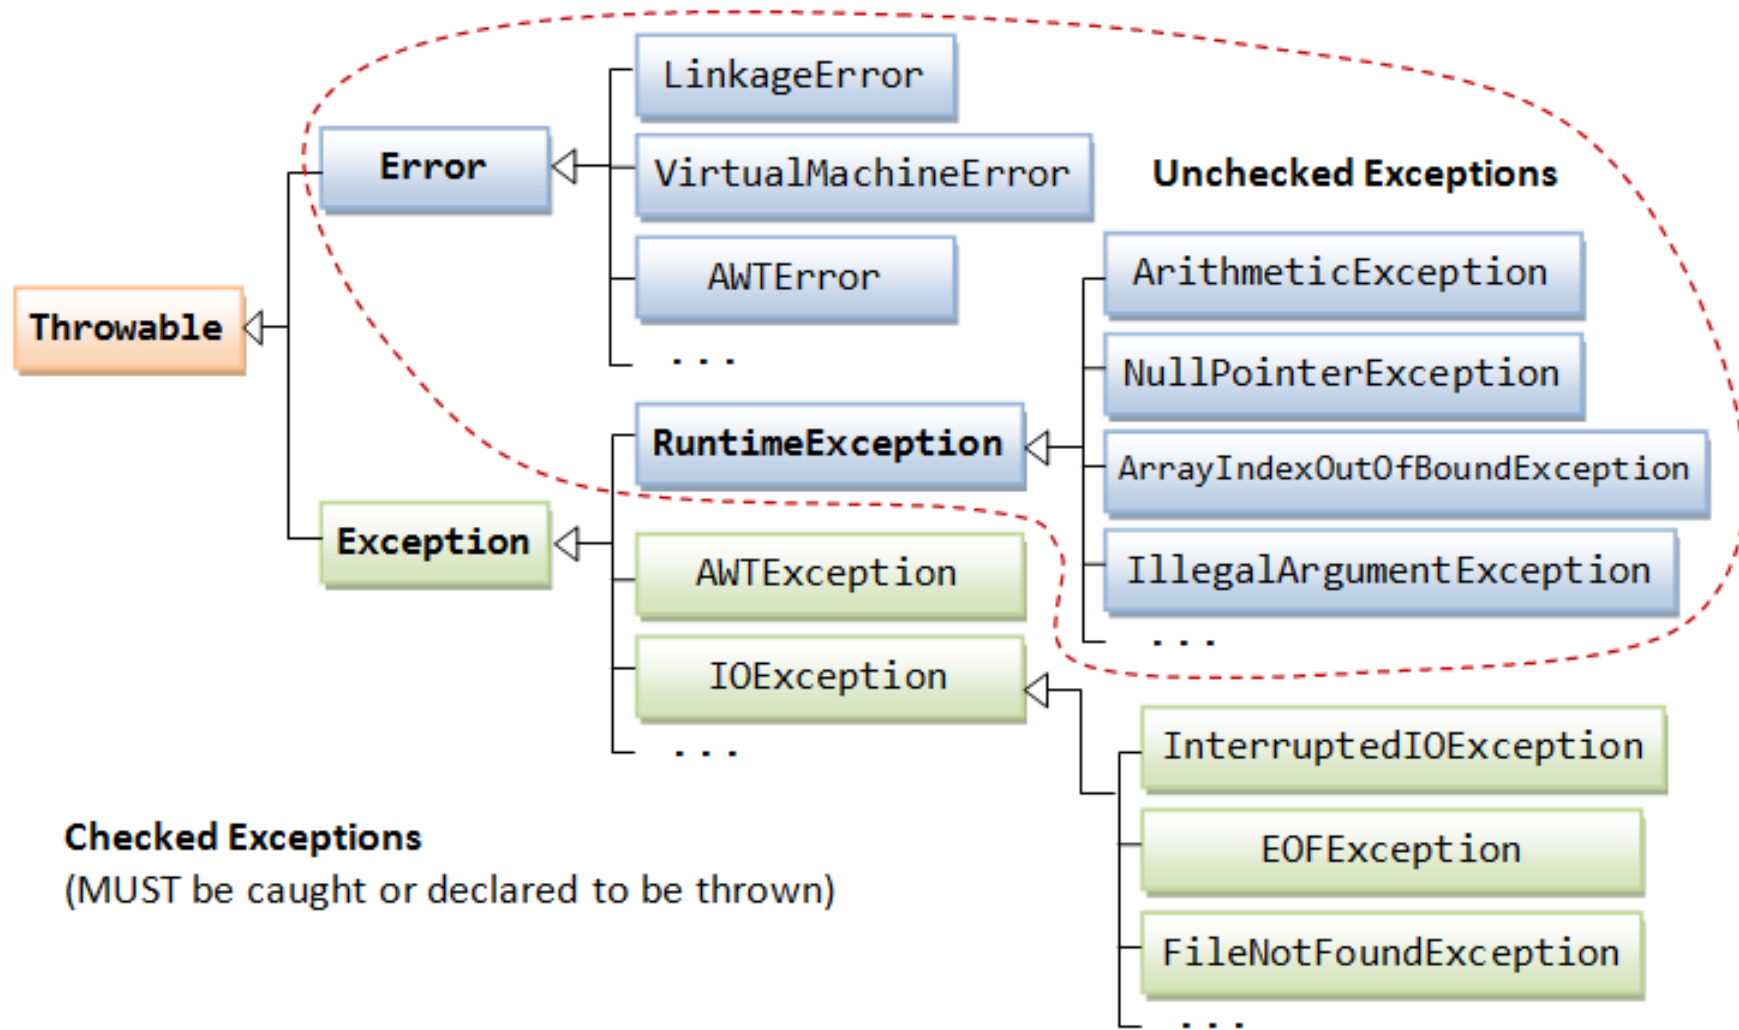 LinkageError
Error
VirtualMachineError
Unchecked Exceptions
AWTError
ArithmeticException
Throwable
...
NullPointerException
RuntimeException
ArrayIndexOutOfBoundException
Exception
AWTException
IllegalArgumentException
...
IOException
...
InterruptedIOException
Checked Exceptions
(MUST be caught or declared to be thrown)
EOFException
FileNotFoundException
...